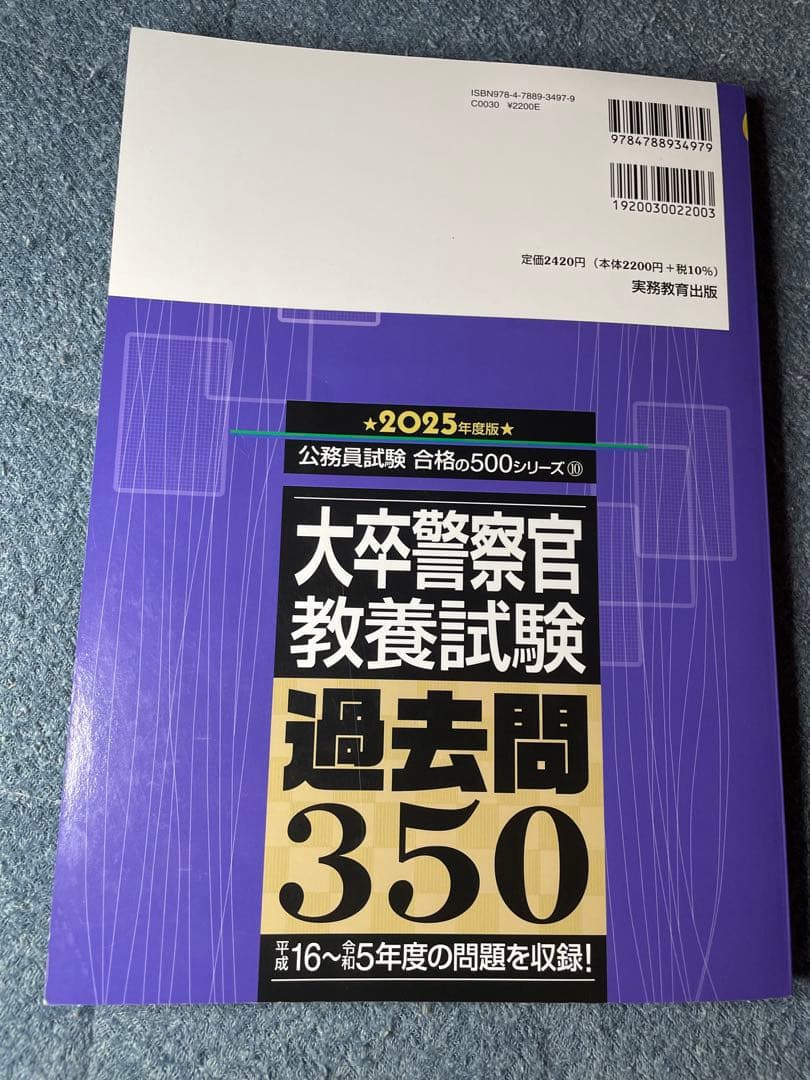 ISBN978-4-7889-3497-9
C0030 ¥2200E
9784788934979
1920030022003
定価2420円（本体2200円＋税10%）
実務教育出版
★2025年度版★
公務員試験 合格の500シリーズ⑩
大卒警察官
教養試験
過去問
350
平成16～令和5年度の問題を収録！